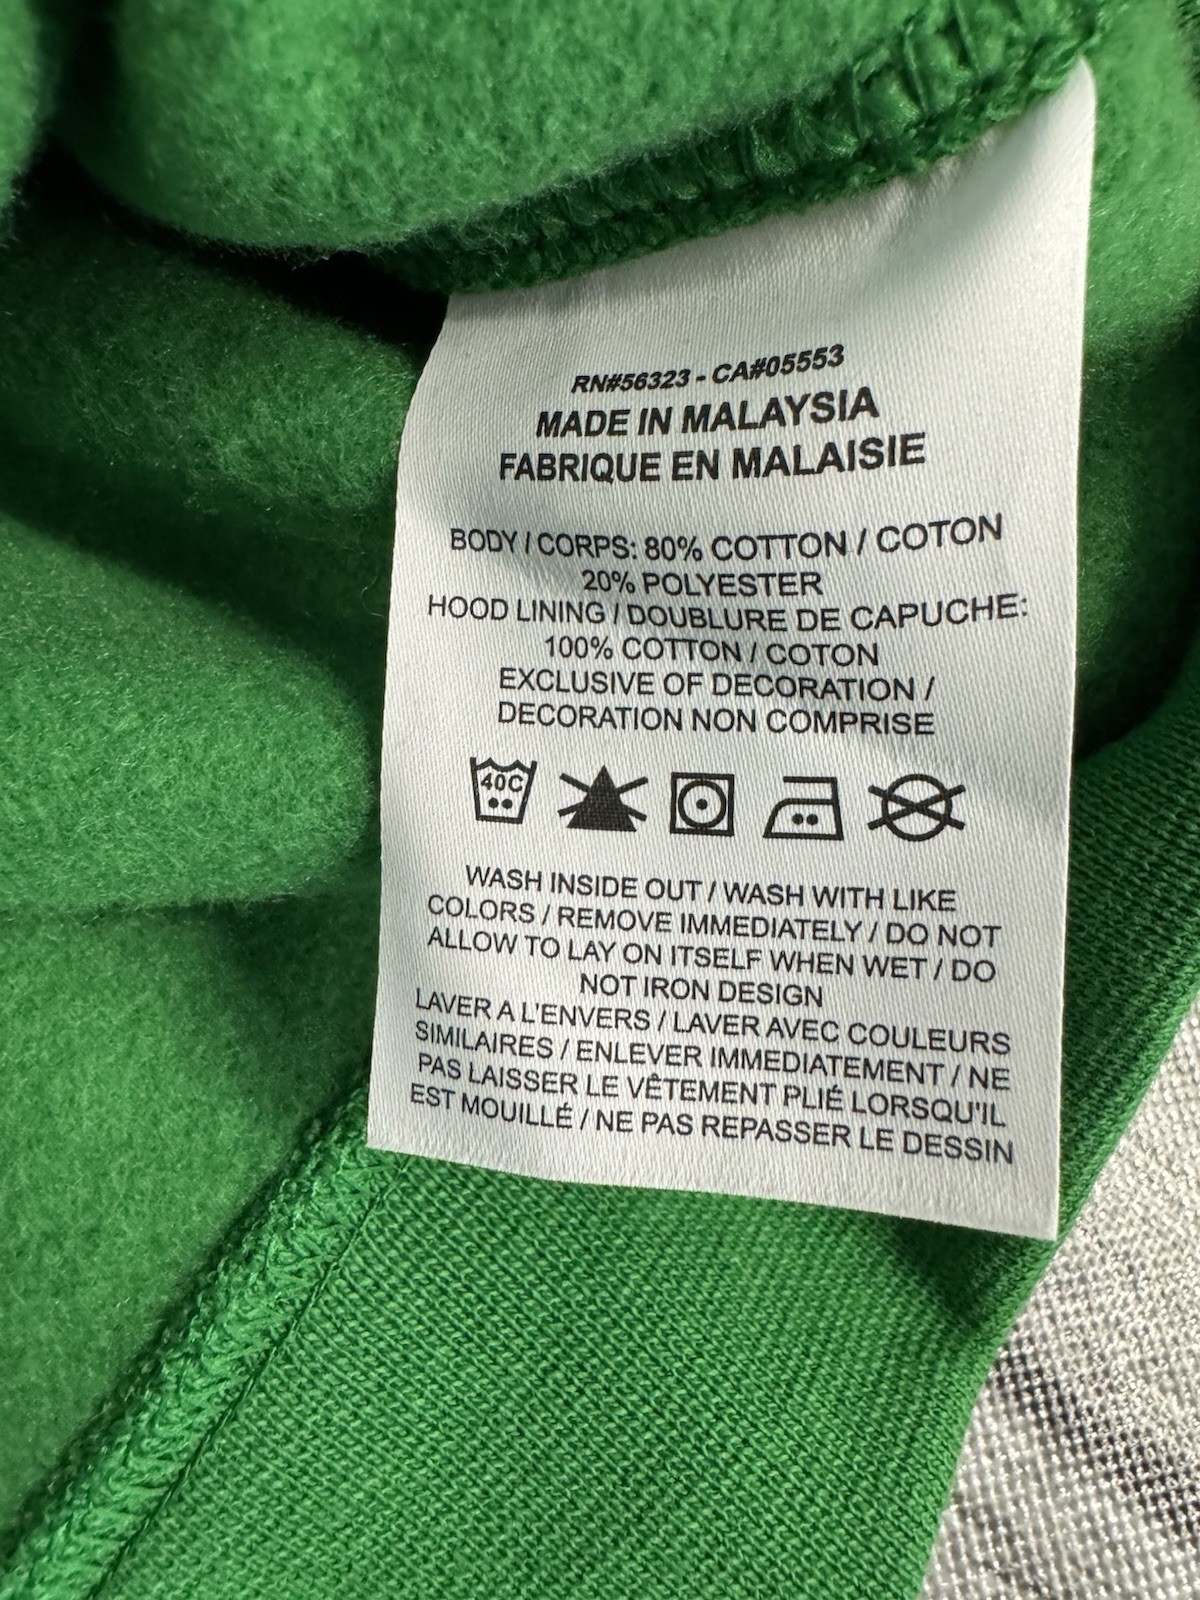 RN#56323 - CA#05553
MADE IN MALAYSIA
FABRIQUE EN MALAISIE
BODY / CORPS: 80% COTTON / COTON
20% POLYESTER
HOOD LINING / DOUBLURE DE CAPUCHE:
100% COTTON / COTON
EXCLUSIVE OF DECORATION /
DECORATION NON COMPRISE
40C
WASH INSIDE OUT / WASH WITH LIKE
COLORS / REMOVE IMMEDIATELY / DO NOT
ALLOW TO LAY ON ITSELF WHEN WET / DO
NOT IRON DESIGN
LAVER A L'ENVERS / LAVER AVEC COULEURS
SIMILAIRES / ENLEVER IMMEDIATEMENT / NE
PAS LAISSER LE VÊTEMENT PLIÉ LORSQU'IL
EST MOUILLÉ / NE PAS REPASSER LE DESSIN